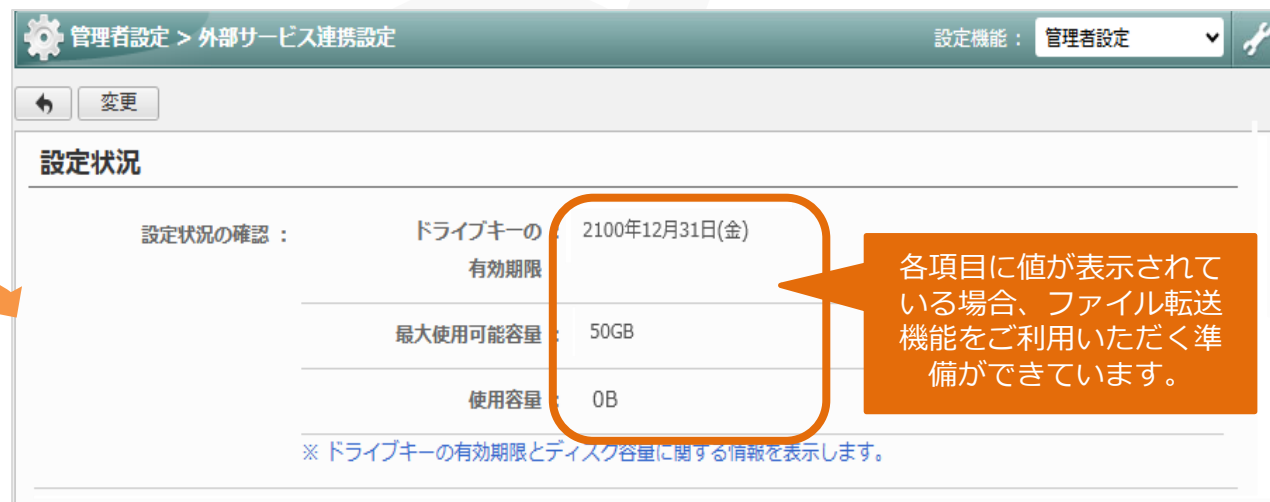 管理者設定 > 外部サービス連携設定
設定機能： 管理者設定
変更
設定状況
設定状況の確認 ： ドライブキーの ： 2100年12月31日(金)
有効期限
最大使用可能容量 ： 50GB
使用容量 ： 0B
※ ドライブキーの有効期限とディスク容量に関する情報を表示します。
各項目に値が表示されて
いる場合、ファイル転送
機能をご利用いただく準
備ができています。